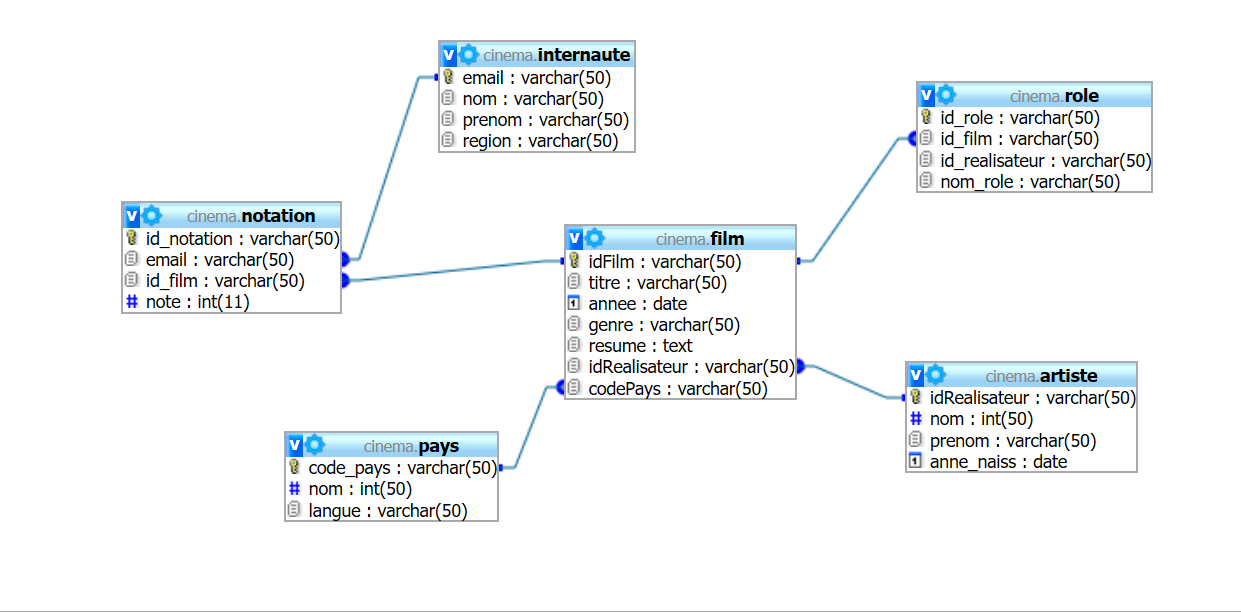 cinema.internaute
email : varchar(50)
nom : varchar(50)
prenom : varchar(50)
region : varchar(50)
cinema.role
id_role : varchar(50)
id_film : varchar(50)
id_realisateur : varchar(50)
nom_role : varchar(50)
cinema.notation
id_notation : varchar(50)
email : varchar(50)
id_film : varchar(50)
note : int(11)
cinema.film
idFilm : varchar(50)
titre : varchar(50)
annee : date
genre : varchar(50)
resume : text
idRealisateur : varchar(50)
codePays : varchar(50)
cinema.artiste
idRealisateur : varchar(50)
nom : int(50)
prenom : varchar(50)
anne_naiss : date
cinema.pays
code_pays : varchar(50)
nom : int(50)
langue : varchar(50)